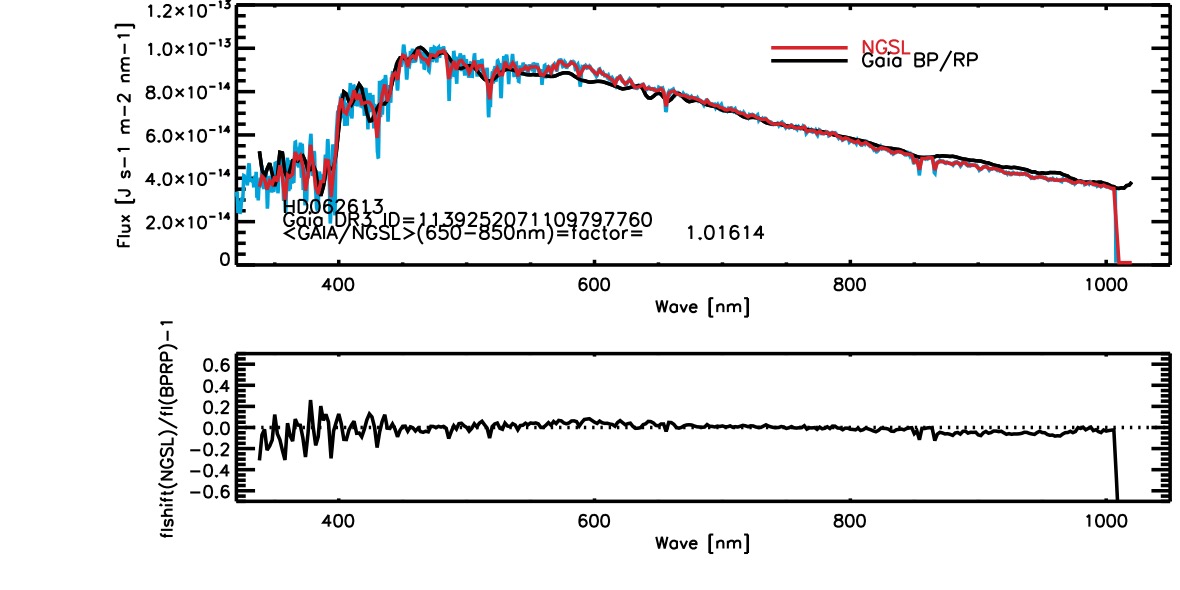 1.2×10−13
1.0×10−13
8.0×10−14
6.0×10−14
4.0×10−14
2.0×10−14
0
Flux [J s−1 m−2 nm−1]
NGSL
Gaia BP/RP
HD062613
Gaia DR3 ID=1139252071109797760
<GAIA/NGSL>(650−850nm)=factor= 1.01614
400 600 800 1000
Wave [nm]
flshift(NGSL)/fl(BPRP)−1
0.6
0.4
0.2
0.0
−0.2
−0.4
−0.6
400 600 800 1000
Wave [nm]